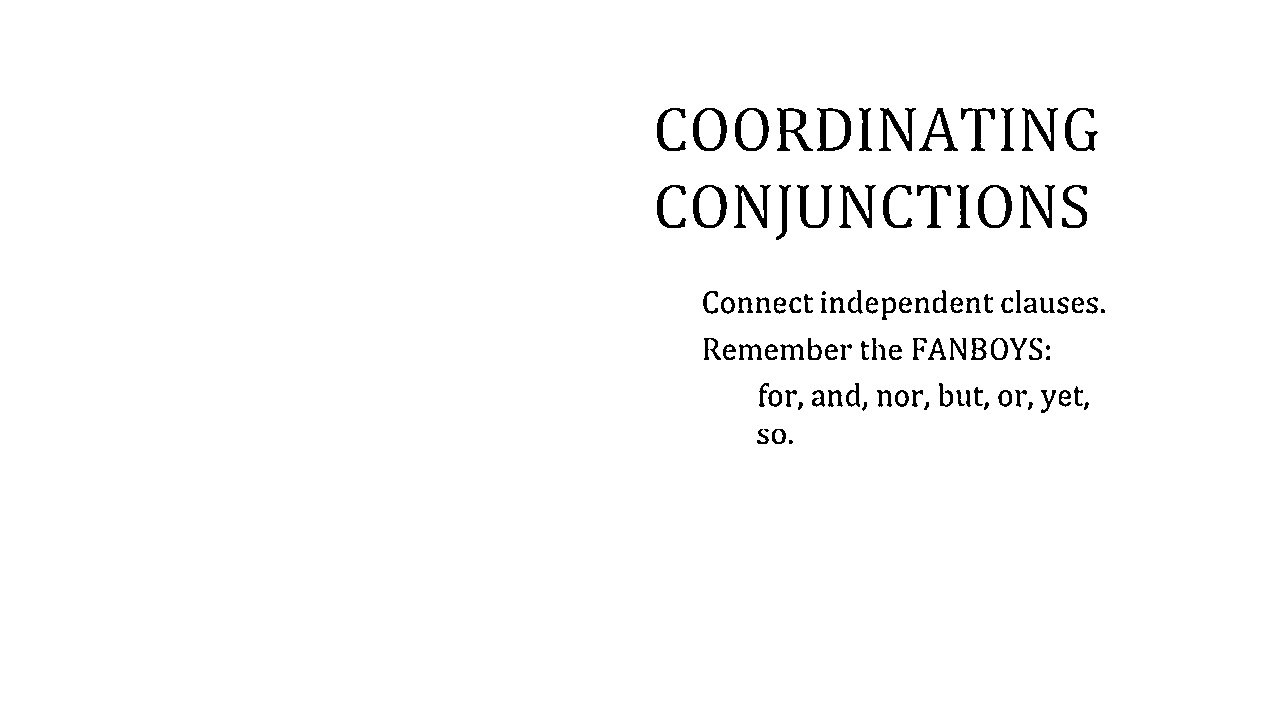 COORDINATING
CONJUNCTIONS
Connect independent clauses.
Remember the FANBOYS:
for, and, nor, but, or, yet,
so.